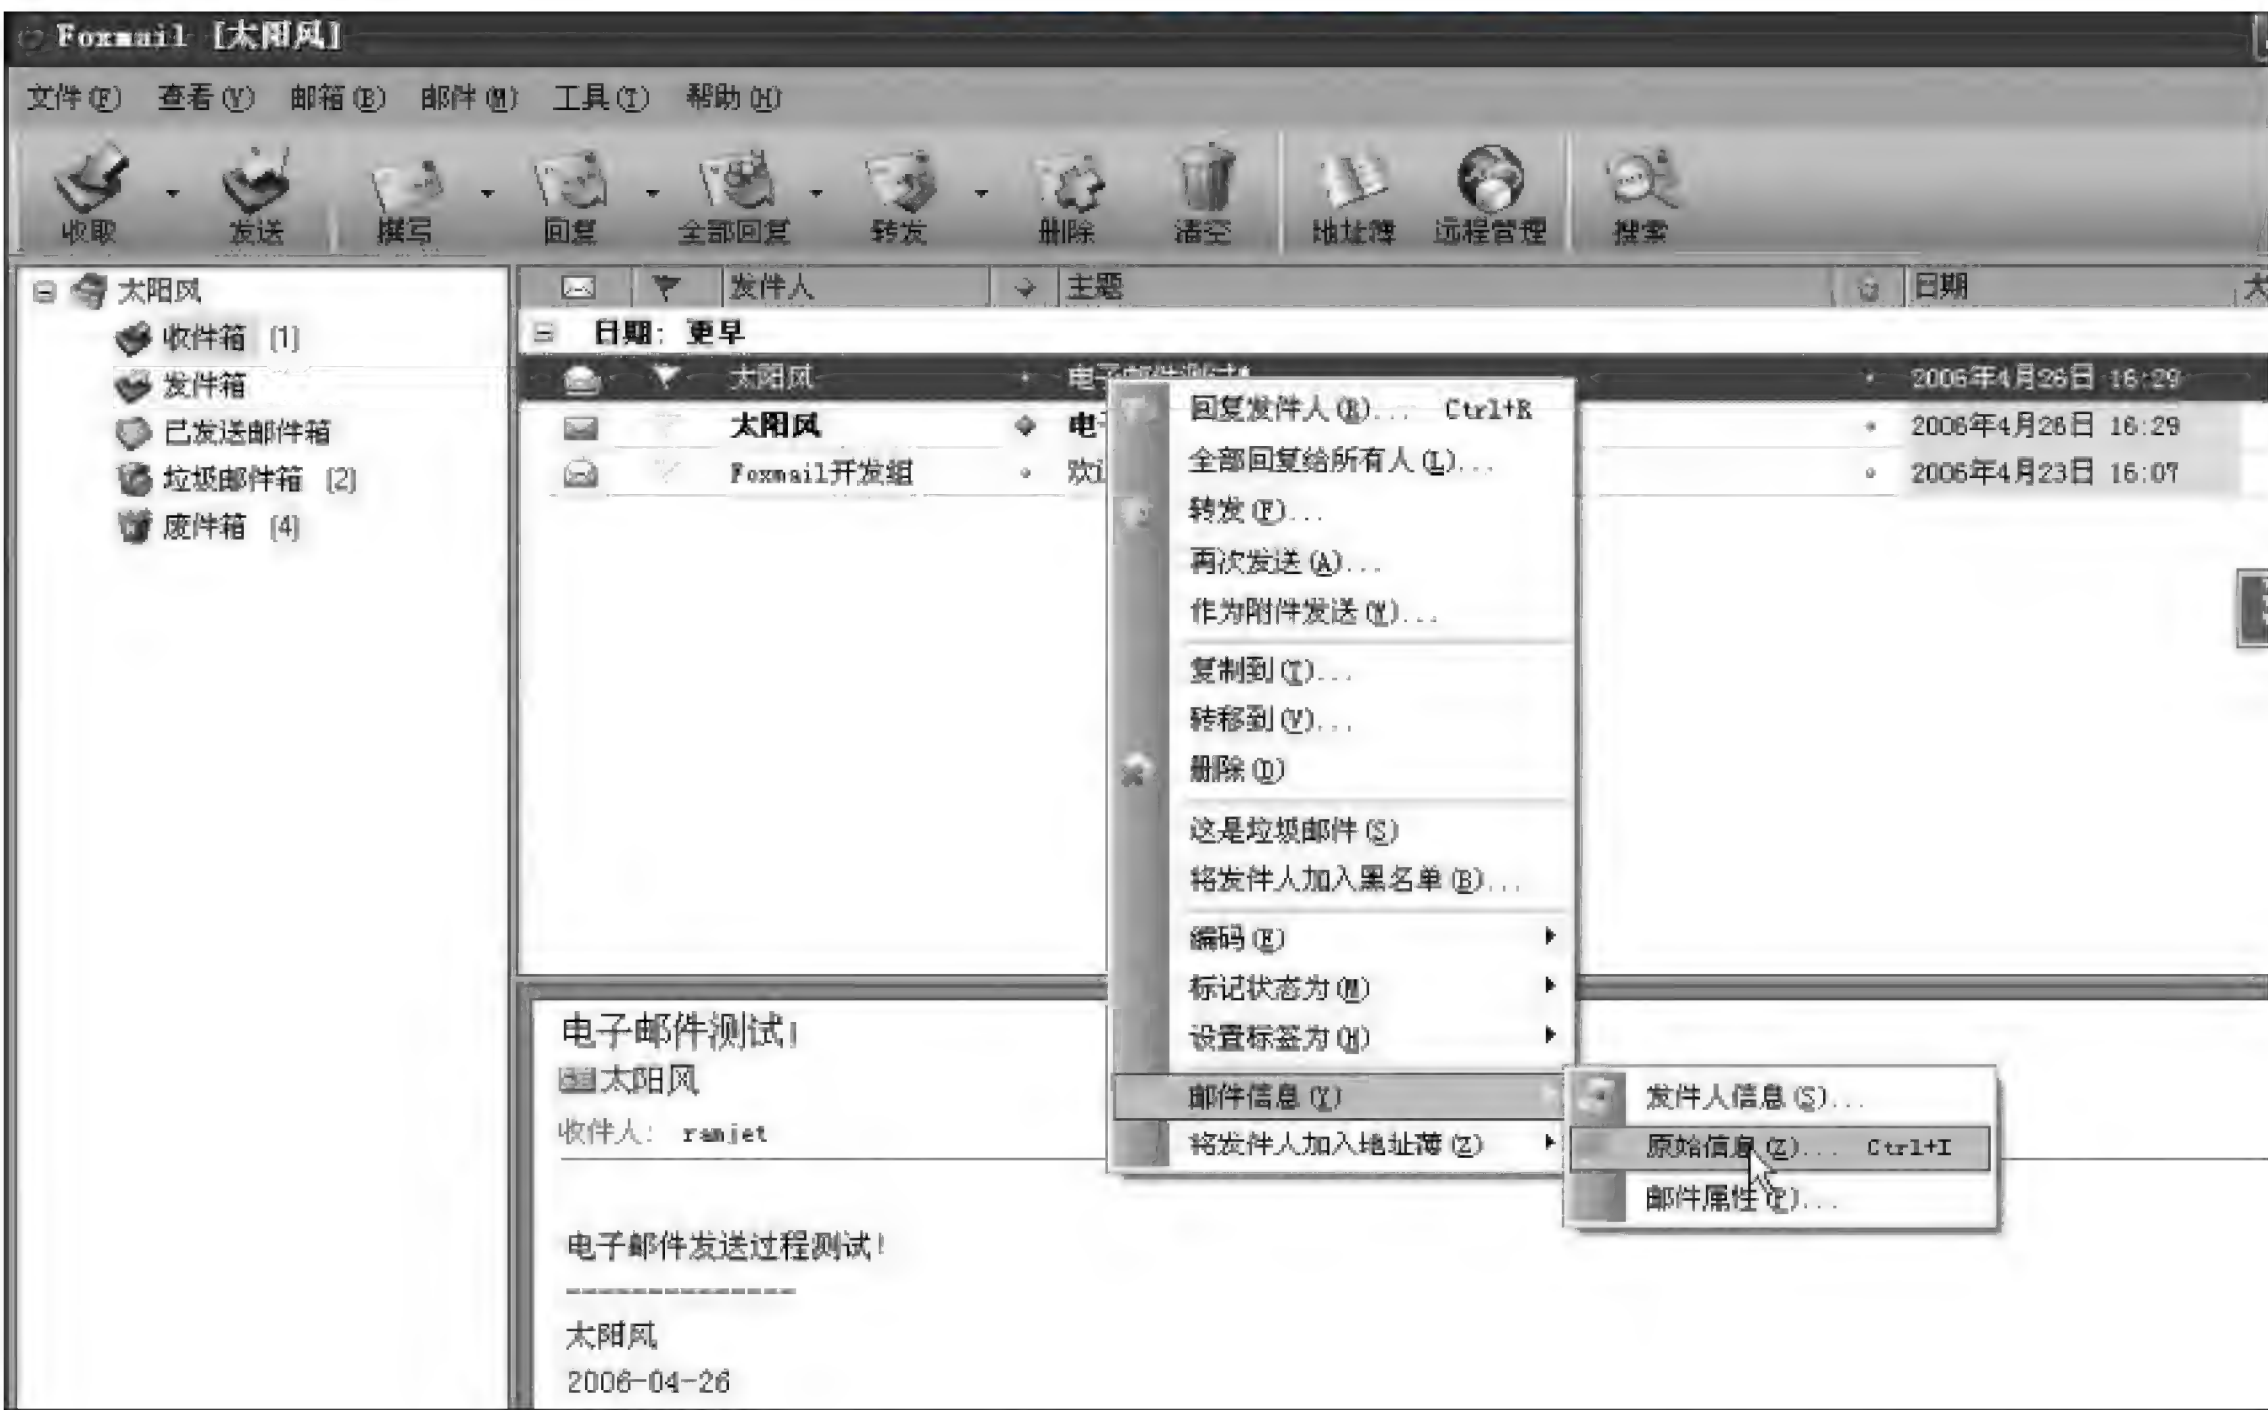 Foxmail [太阳风]
文件(F) 查看(V) 邮箱(B) 邮件(M) 工具(T) 帮助(H)
收取 发送 撰写 回复 全部回复 转发 删除 清空 地址簿 远程管理 搜索
太阳风
收件箱 (1)
发件箱
已发送邮件箱
垃圾邮件箱 (2)
废件箱 (4)
发件人 主题 日期
日期: 更早
太阳风 电子邮件测试! 2006年4月26日 16:29
太阳风 电 2006年4月26日 16:29
Foxmail开发组 欢 2006年4月23日 16:07
回复发件人(R)... Ctrl+R
全部回复给所有人(L)...
转发(F)...
再次发送(A)...
作为附件发送(Y)...
复制到(T)...
转移到(V)...
删除(D)
这是垃圾邮件(S)
将发件人加入黑名单(B)...
编码(E)
标记状态为(M)
设置标签为(H)
邮件信息(Y)
将发件人加入地址薄(Z)
发件人信息(S)...
原始信息(Z)... Ctrl+I
邮件属性(P)...
电子邮件测试!
太阳风
收件人: ramjet
电子邮件发送过程测试!
--------------
太阳风
2006-04-26